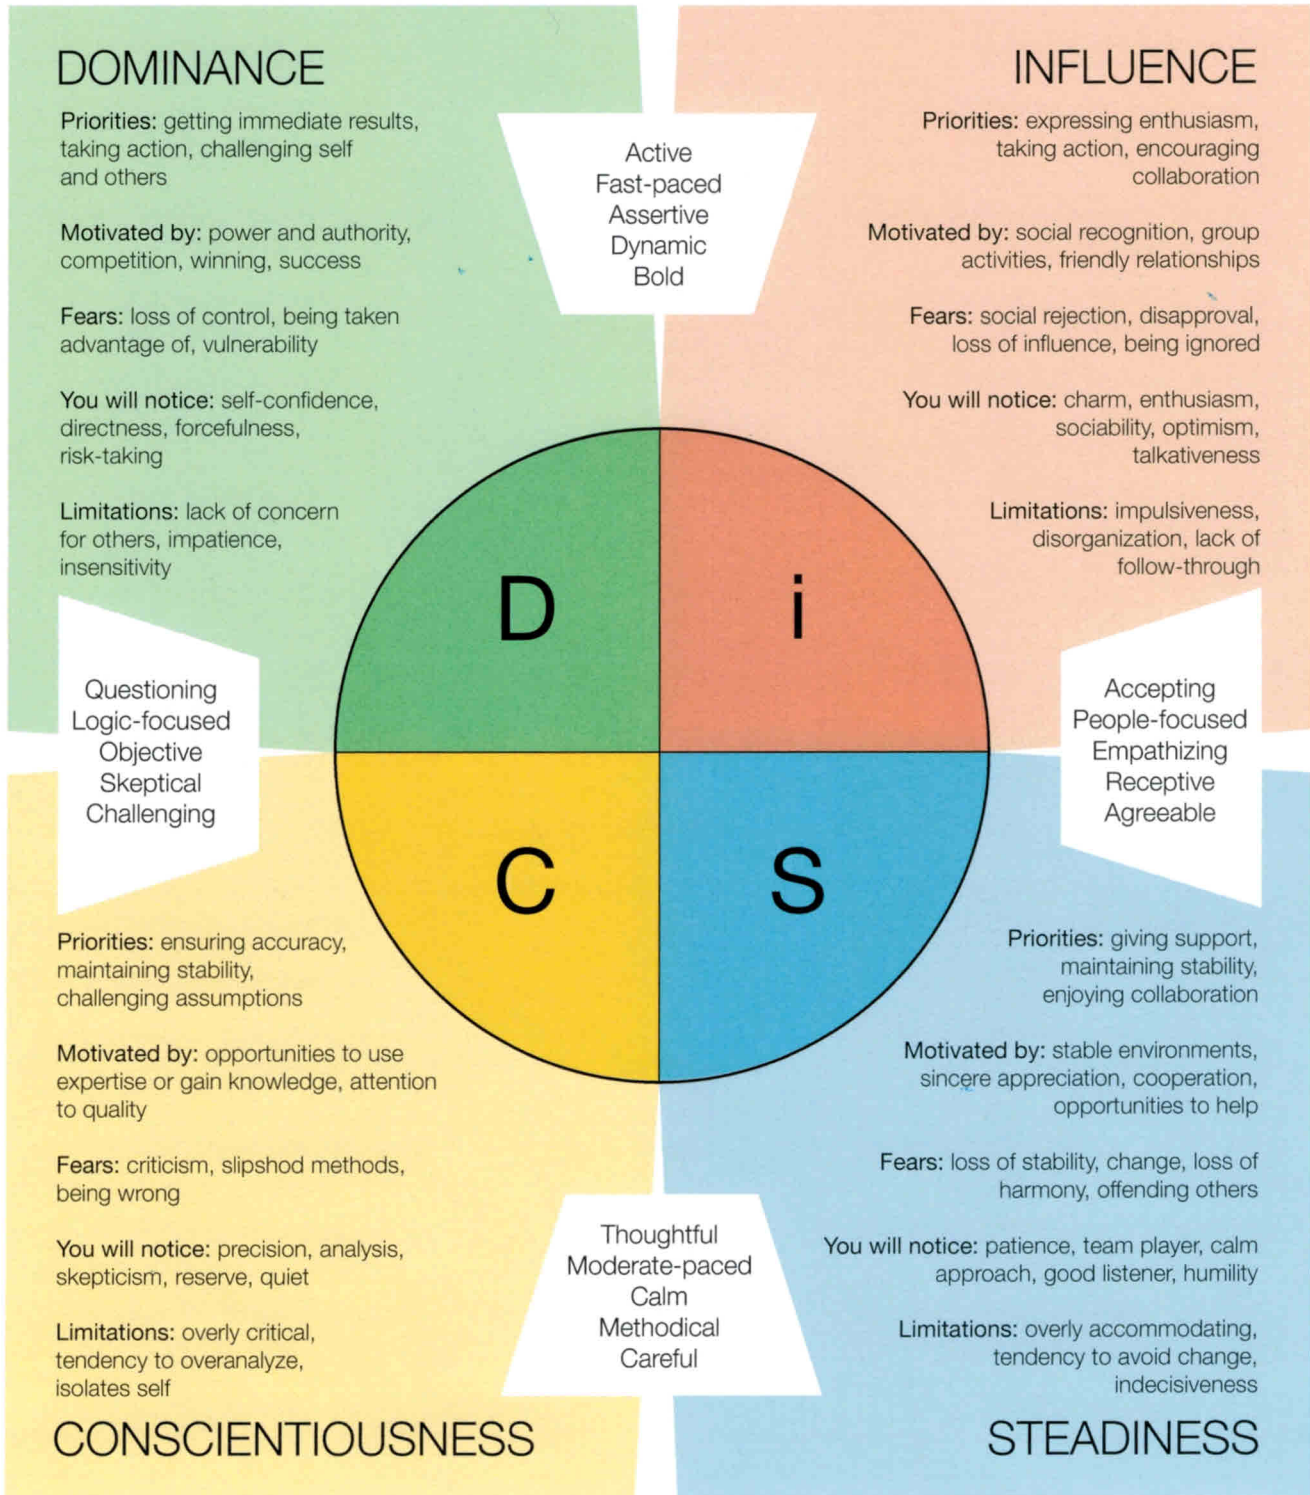 DOMINANCE
Priorities: getting immediate results,
taking action, challenging self
and others
Motivated by: power and authority,
competition, winning, success
Fears: loss of control, being taken
advantage of, vulnerability
You will notice: self-confidence,
directness, forcefulness,
risk-taking
Limitations: lack of concern
for others, impatience,
insensitivity
Active
Fast-paced
Assertive
Dynamic
Bold
INFLUENCE
Priorities: expressing enthusiasm,
taking action, encouraging
collaboration
Motivated by: social recognition, group
activities, friendly relationships
Fears: social rejection, disapproval,
loss of influence, being ignored
You will notice: charm, enthusiasm,
sociability, optimism,
talkativeness
Limitations: impulsiveness,
disorganization, lack of
follow-through
D
i
Questioning
Logic-focused
Objective
Skeptical
Challenging
Accepting
People-focused
Empathizing
Receptive
Agreeable
C
S
Priorities: ensuring accuracy,
maintaining stability,
challenging assumptions
Motivated by: opportunities to use
expertise or gain knowledge, attention
to quality
Fears: criticism, slipshod methods,
being wrong
You will notice: precision, analysis,
skepticism, reserve, quiet
Limitations: overly critical,
tendency to overanalyze,
isolates self
CONSCIENTIOUSNESS
Thoughtful
Moderate-paced
Calm
Methodical
Careful
Priorities: giving support,
maintaining stability,
enjoying collaboration
Motivated by: stable environments,
sincere appreciation, cooperation,
opportunities to help
Fears: loss of stability, change, loss of
harmony, offending others
You will notice: patience, team player, calm
approach, good listener, humility
Limitations: overly accommodating,
tendency to avoid change,
indecisiveness
STEADINESS